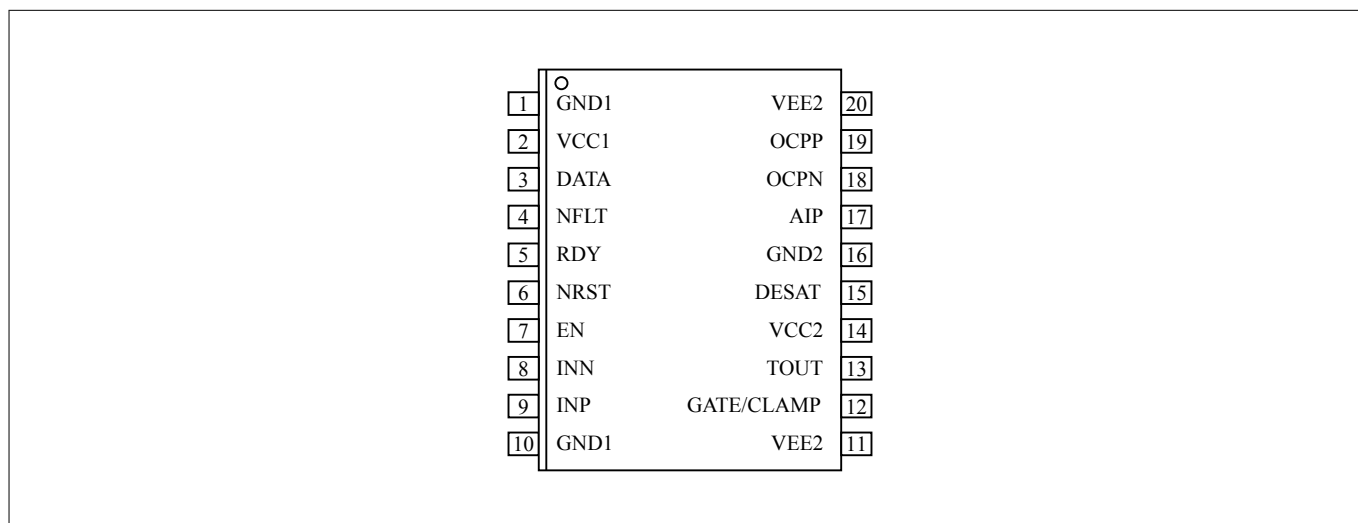 1 GND1 VEE2 20
2 VCC1 OCPP 19
3 DATA OCPN 18
4 NFLT AIP 17
5 RDY GND2 16
6 NRST DESAT 15
7 EN VCC2 14
8 INN TOUT 13
9 INP GATE/CLAMP 12
10 GND1 VEE2 11